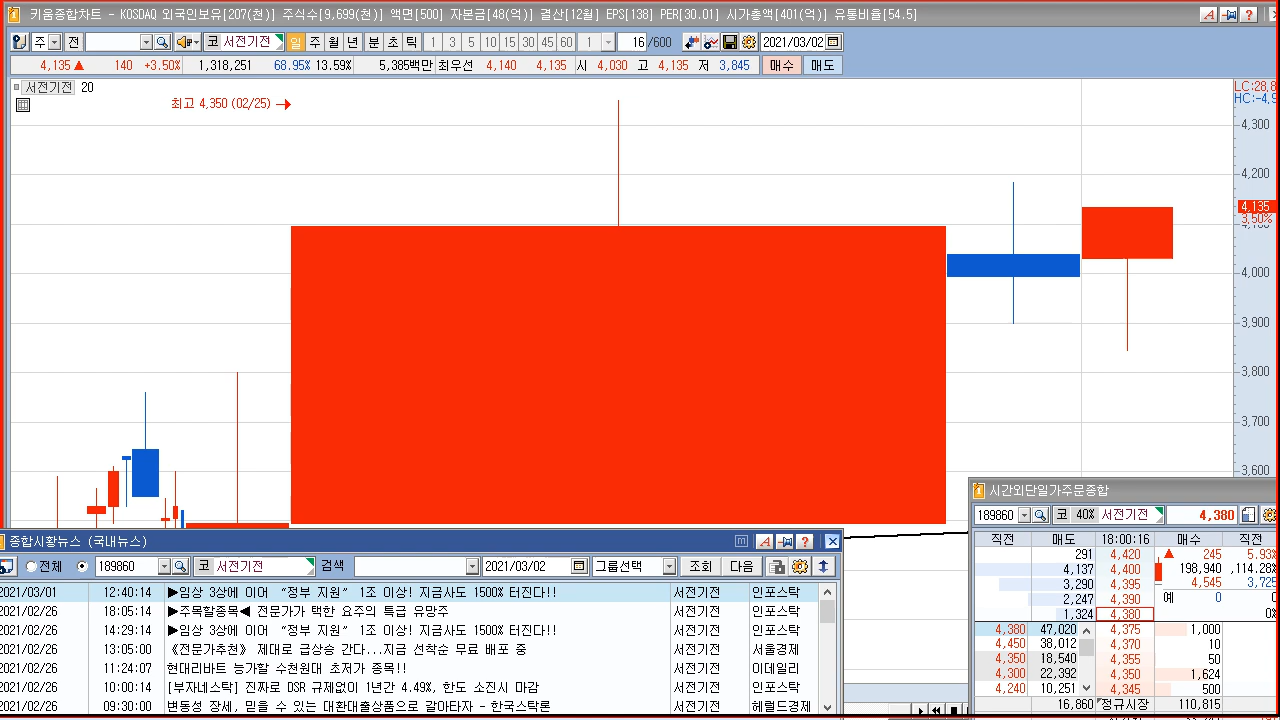 키움종합차트 - KOSDAQ 외국인보유[207(천)] 주식수[9,699(천)] 액면[500] 자본금[48(억)] 결산[12월] EPS[138] PER[30.01] 시가총액[401(억)] 유통비율[54.5]
주 전 코 서전기전 일 주 월 년 분 초 틱 1 3 5 10 15 30 45 60 1 16 /600 2021/03/02
4,135 ▲ 140 +3.50% 1,318,251 68.95% 13.59% 5,385백만 최우선 4,140 4,135 시 4,030 고 4,135 저 3,845 매수 매도
서전기전 20
LC:28,8
HC:-4,9
최고 4,350 (02/25) →
4,300
4,200
4,135
3.50%
4,100
4,000
3,900
3,800
3,700
3,600
종합시황뉴스 (국내뉴스)
전체 189860 코 서전기전 검색 2021/03/02 그룹선택 조회 다음
2021/03/01 12:40:14 ▶임상 3상에 이어 “정부 지원” 1조 이상! 지금사도 1500% 터진다!! 서전기전 인포스탁
2021/02/26 18:05:14 ▶주목할종목◀ 전문가가 택한 요주의 특급 유망주 서전기전 인포스탁
2021/02/26 14:29:14 ▶임상 3상에 이어 “정부 지원” 1조 이상! 지금사도 1500% 터진다!! 서전기전 인포스탁
2021/02/26 13:05:00 《전문가추천》 제대로 급상승 간다...지금 선착순 무료 배포 중 서전기전 서울경제
2021/02/26 11:24:07 현대리바트 능가할 수천원대 초저가 종목!! 서전기전 이데일리
2021/02/26 10:00:14 [부자네스탁] 진짜로 DSR 규제없이 1년간 4.49%, 한도 소진시 마감 서전기전 인포스탁
2021/02/26 09:30:00 변동성 장세, 믿을 수 있는 대환대출상품으로 갈아타자 - 한국스탁론 서전기전 헤럴드경제
시간외단일가주문종합
189860 코 40% 서전기전 4,380
직전 매도 18:00:16 매수 직전
291 4,420 ▲ 245 5.93%
4,137 4,400 198,940 ,114.28%
3,290 4,395 4,545 3,725
2,247 4,390 예 0 0
1,324 4,380 0%
4,380 47,020 4,375 1,000
4,450 38,012 4,370 10
4,350 18,540 4,355 50
4,300 22,392 4,350 1,624
4,240 10,251 4,345 500
16,860 "정규시장 110,815